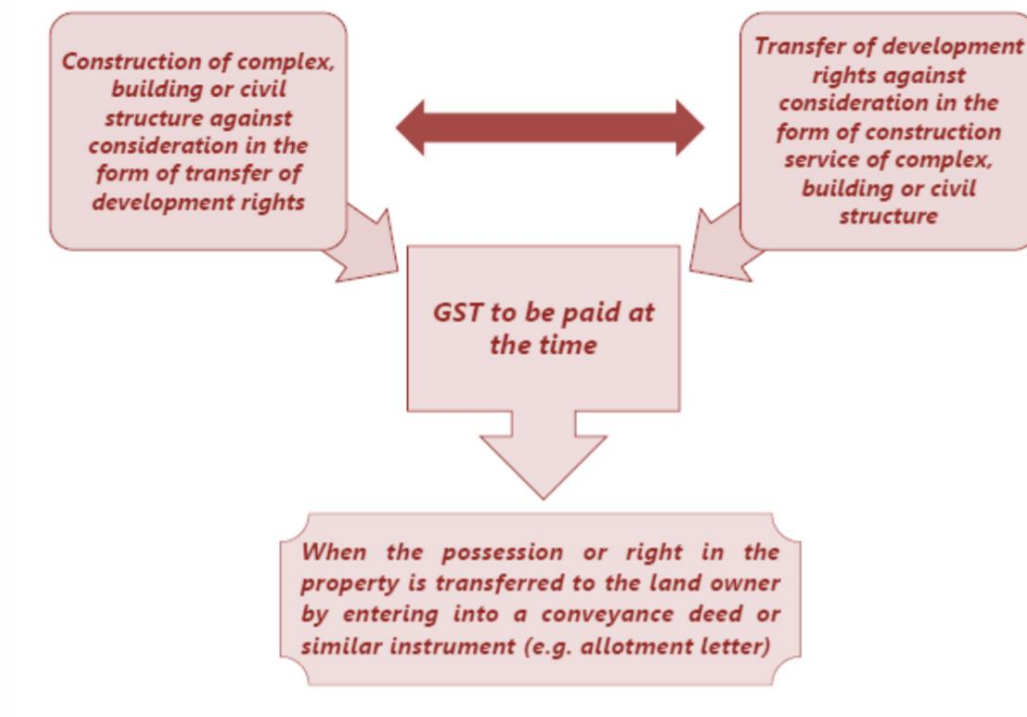 Construction of complex,
building or civil
structure against
consideration in the
form of transfer of
development rights
Transfer of development
rights against
consideration in the
form of construction
service of complex,
building or civil
structure
GST to be paid at
the time
When the possession or right in the
property is transferred to the land owner
by entering into a conveyance deed or
similar instrument (e.g. allotment letter)